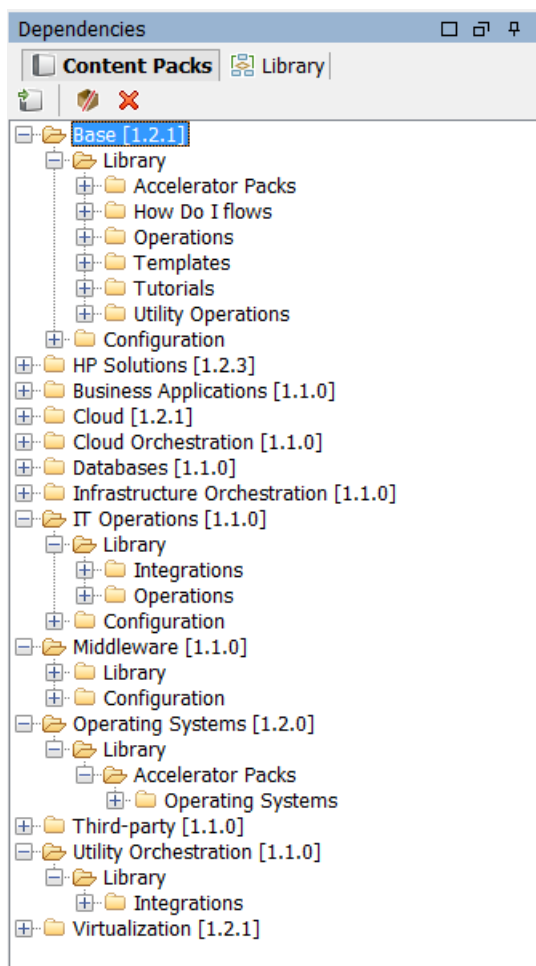 Dependencies
Content Packs Library
Base [1.2.1]
Library
Accelerator Packs
How Do I flows
Operations
Templates
Tutorials
Utility Operations
Configuration
HP Solutions [1.2.3]
Business Applications [1.1.0]
Cloud [1.2.1]
Cloud Orchestration [1.1.0]
Databases [1.1.0]
Infrastructure Orchestration [1.1.0]
IT Operations [1.1.0]
Library
Integrations
Operations
Configuration
Middleware [1.1.0]
Library
Configuration
Operating Systems [1.2.0]
Library
Accelerator Packs
Operating Systems
Third-party [1.1.0]
Utility Orchestration [1.1.0]
Library
Integrations
Virtualization [1.2.1]